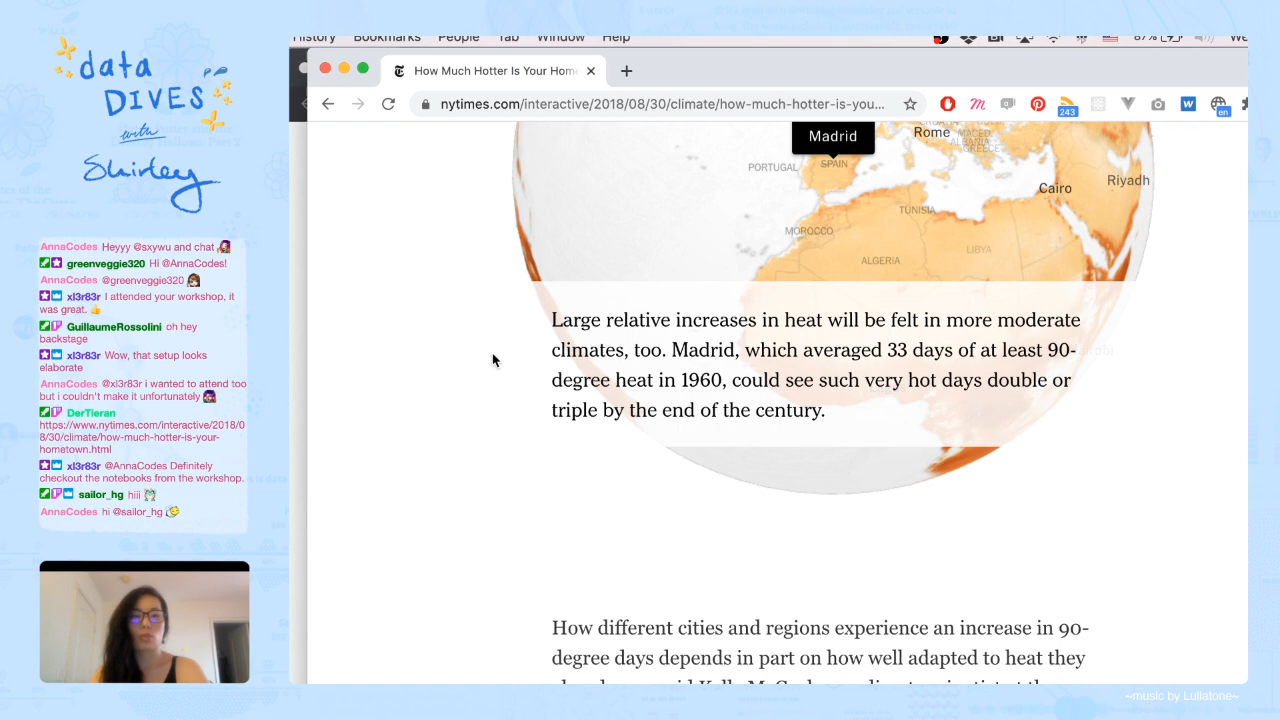 data
DIVES
with
Shirley
AnnaCodes Heyyy @sxywu and chat
greenveggie320 Hi @AnnaCodes!
AnnaCodes @greenveggie320
xl3r83r I attended your workshop, it
was great.
GuillaumeRossolini oh hey
backstage
xl3r83r Wow, that setup looks
elaborate
AnnaCodes @xl3r83r i wanted to attend too
but i couldn't make it unfortunately
DerTieran
https://www.nytimes.com/interactive/2018/0
8/30/climate/how-much-hotter-is-your-
hometown.html
xl3r83r @AnnaCodes Definitely
checkout the notebooks from the workshop.
sailor_hg hiii
AnnaCodes hi @sailor_hg
History Bookmarks People Tab Window Help
87%
How Much Hotter Is Your Hom
nytimes.com/interactive/2018/08/30/climate/how-much-hotter-is-you...
243
en
Madrid
Rome
MACED.
ALBANIA
GREECE
PORTUGAL
SPAIN
Cairo
Riyadh
TUNISIA
MOROCCO
LIBYA
ALGERIA
Large relative increases in heat will be felt in more moderate
climates, too. Madrid, which averaged 33 days of at least 90-
degree heat in 1960, could see such very hot days double or
triple by the end of the century.
How different cities and regions experience an increase in 90-
degree days depends in part on how well adapted to heat they
~music by Lullatone~